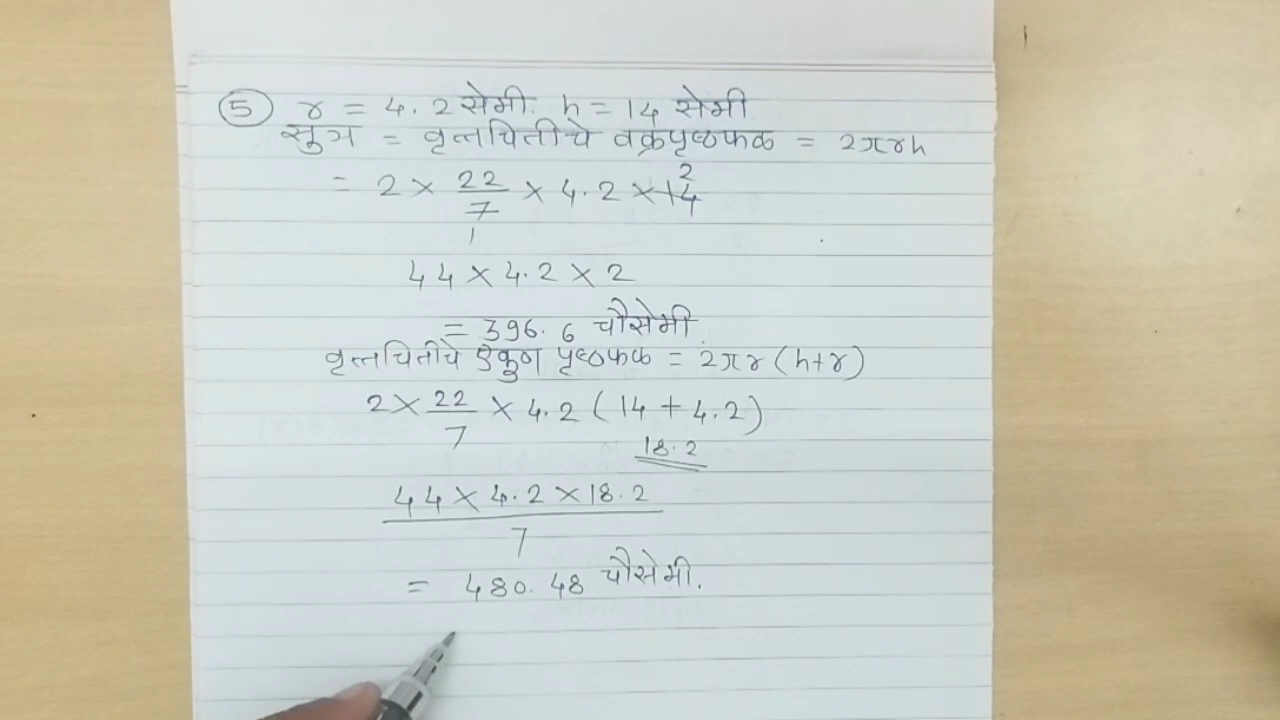 ⑤ r = 4.2 सेमी. h = 14 सेमी
सुत्र = वृत्तचितीचे वक्रपृष्ठफळ = 2πrh
= 2 × 22/7 × 4.2 × 14 2
1
44 × 4.2 × 2
= 396.6 चौसेमी.
वृत्तचितीचे एकुण पृष्ठफळ = 2πr (h+r)
2 × 22/7 × 4.2 (14 + 4.2)
18.2
44 × 4.2 × 18.2
7
= 480.48 चौसेमी.